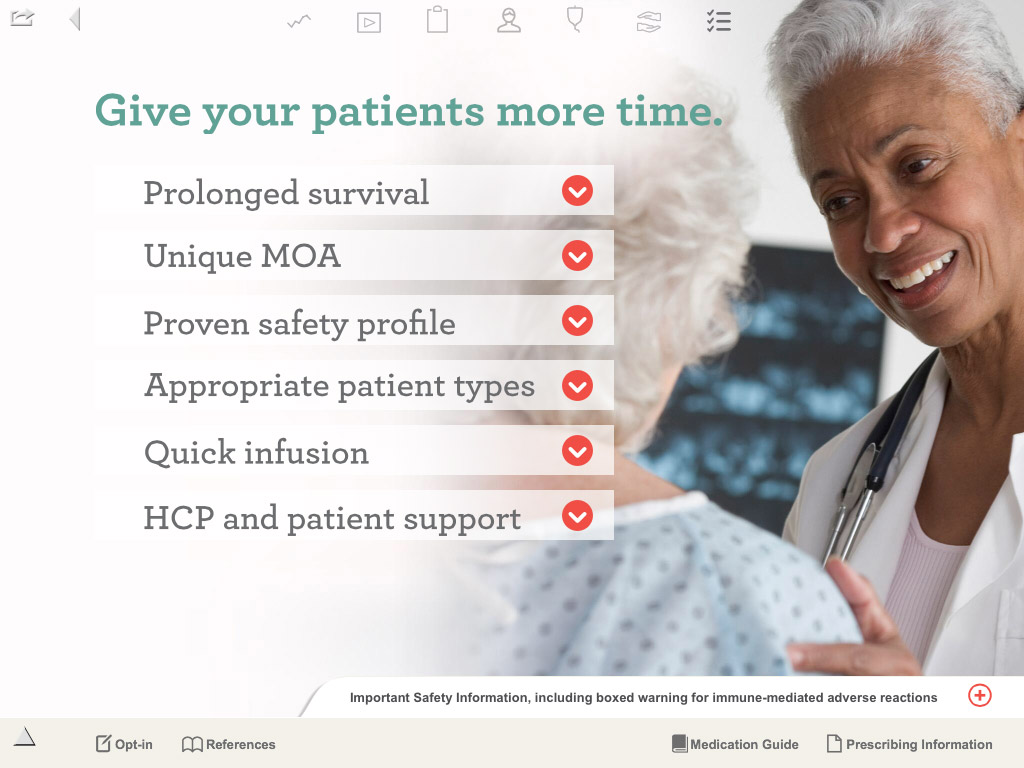 Give your patients more time.
Prolonged survival
Unique MOA
Proven safety profile
Appropriate patient types
Quick infusion
HCP and patient support
Important Safety Information, including boxed warning for immune-mediated adverse reactions
Opt-in
References
Medication Guide
Prescribing Information